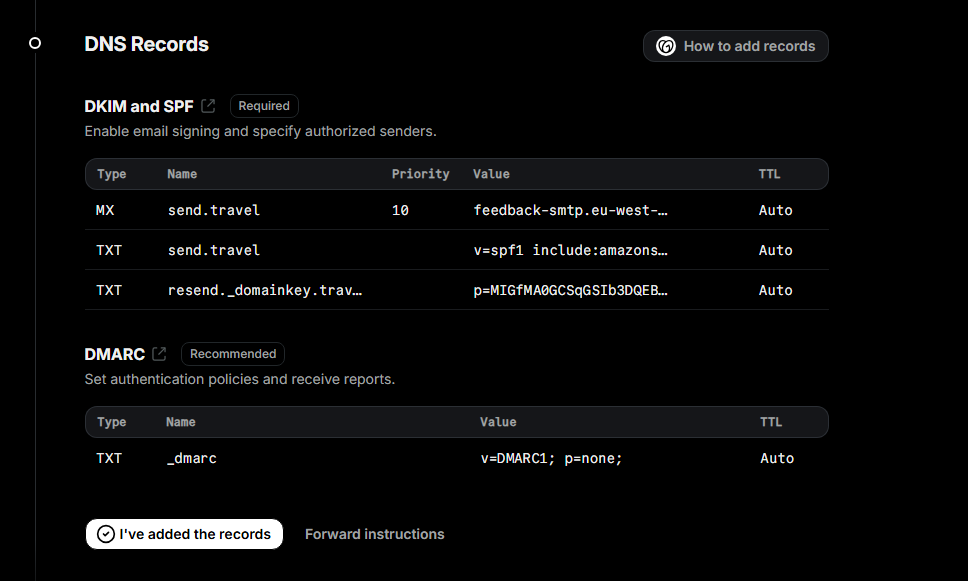 DNS Records
How to add records
DKIM and SPF Required
Enable email signing and specify authorized senders.
Type Name Priority Value TTL
MX send.travel 10 feedback-smtp.eu-west-… Auto
TXT send.travel v=spf1 include:amazons… Auto
TXT resend._domainkey.trav… p=MIGfMA0GCSqGSIb3DQEB… Auto
DMARC Recommended
Set authentication policies and receive reports.
Type Name Value TTL
TXT _dmarc v=DMARC1; p=none; Auto
I've added the records Forward instructions